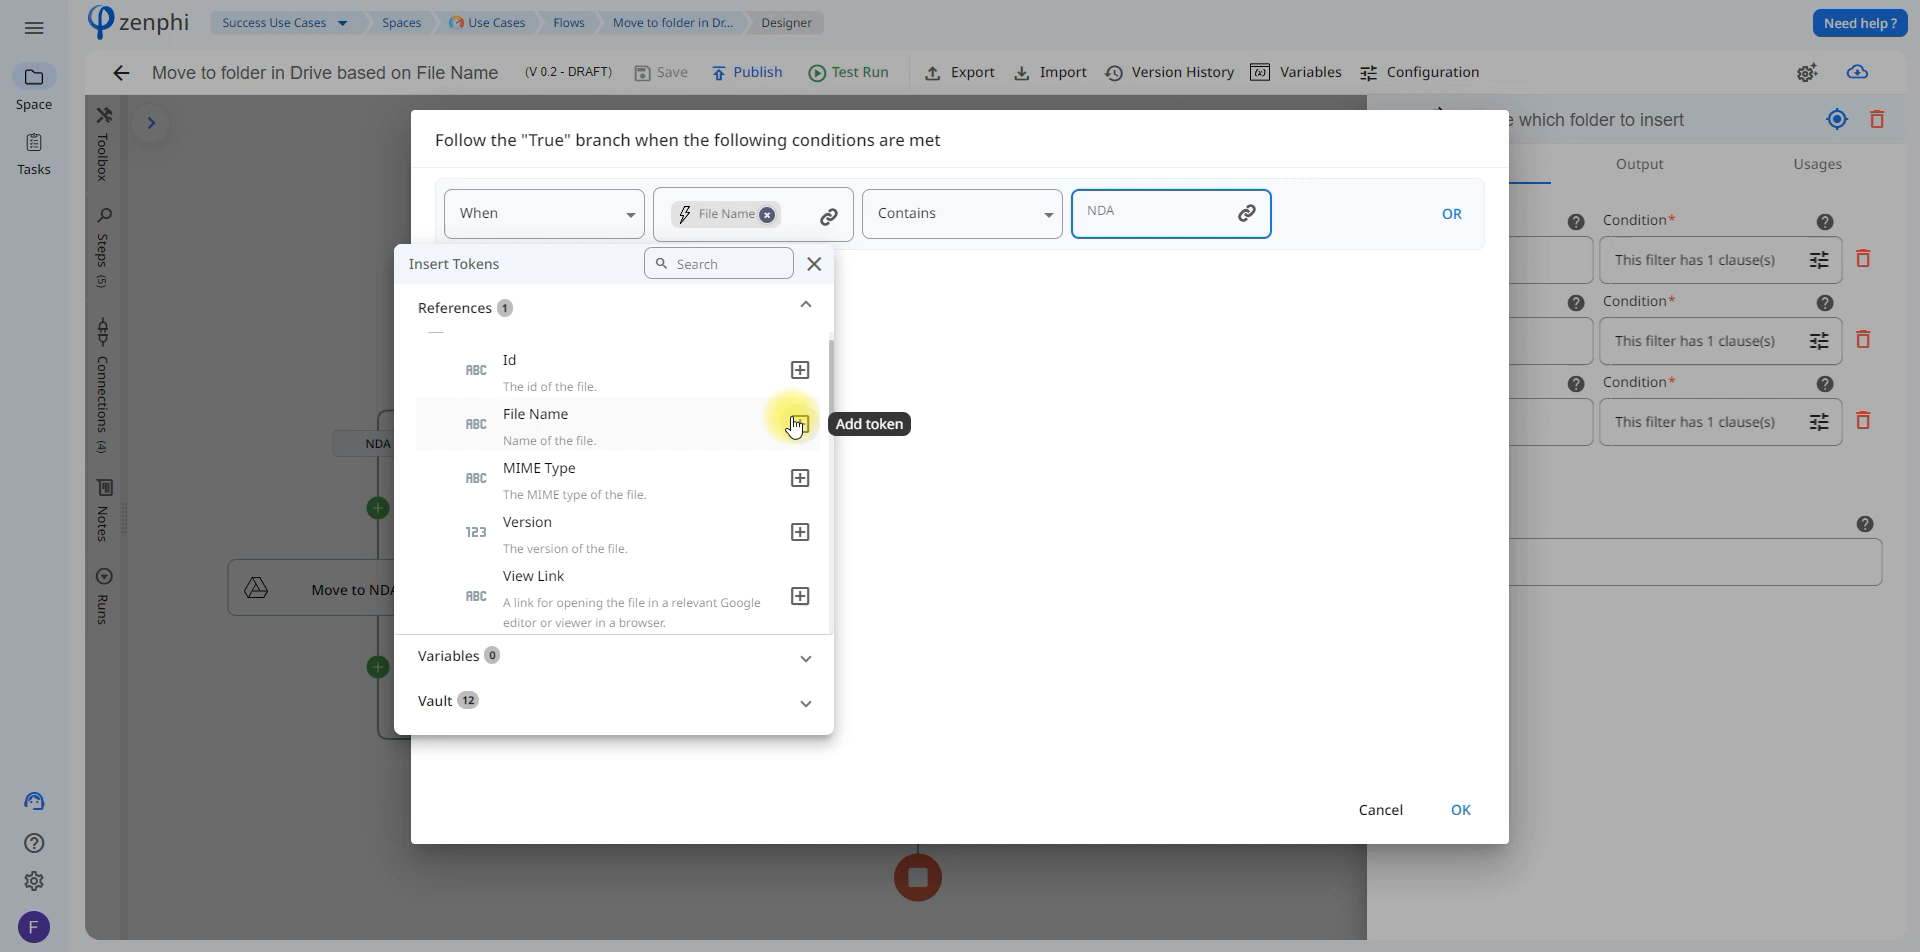 zenphi
Success Use Cases
Spaces
Use Cases
Flows
Move to folder in Dr...
Designer
Need help ?
Move to folder in Drive based on File Name
(V 0.2 - DRAFT)
Save
Publish
Test Run
Export
Import
Version History
Variables
Configuration
Space
Tasks
Toolbox
Steps (5)
Connections (4)
Notes
Runs
Follow the "True" branch when the following conditions are met
When
File Name
Contains
NDA
OR
Insert Tokens
Search
References 1
ABC
Id
The id of the file.
ABC
File Name
Name of the file.
Add token
ABC
MIME Type
The MIME type of the file.
123
Version
The version of the file.
ABC
View Link
A link for opening the file in a relevant Google
editor or viewer in a browser.
Variables 0
Vault 12
Cancel
OK
NDA
Move to NDA
which folder to insert
Output
Usages
Condition*
This filter has 1 clause(s)
Condition*
This filter has 1 clause(s)
Condition*
This filter has 1 clause(s)
F